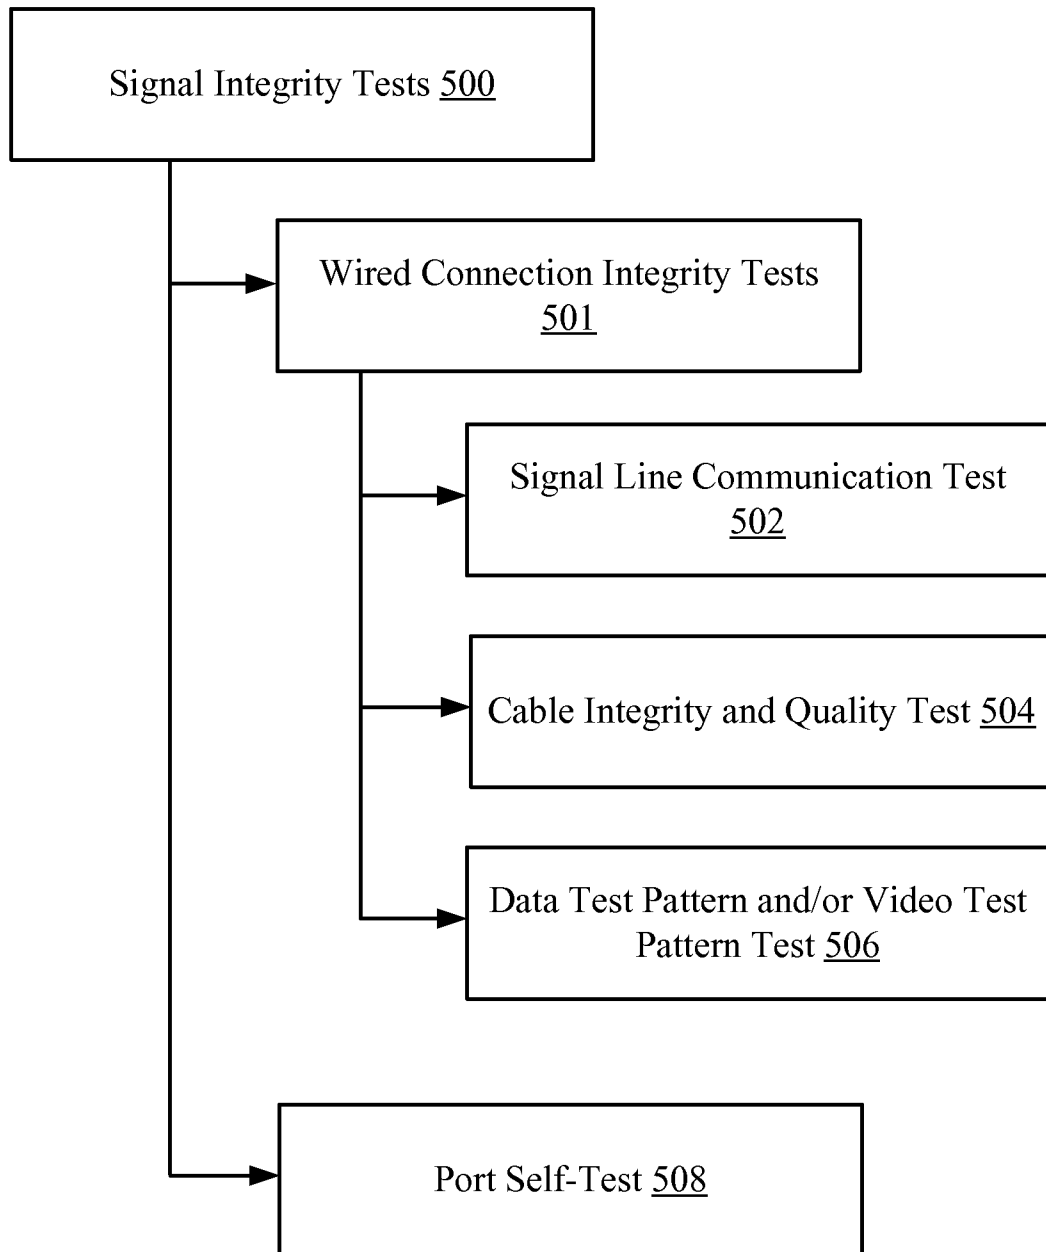 Signal Integrity Tests 500
Wired Connection Integrity Tests
501
Signal Line Communication Test
502
Cable Integrity and Quality Test 504
Data Test Pattern and/or Video Test
Pattern Test 506
Port Self-Test 508